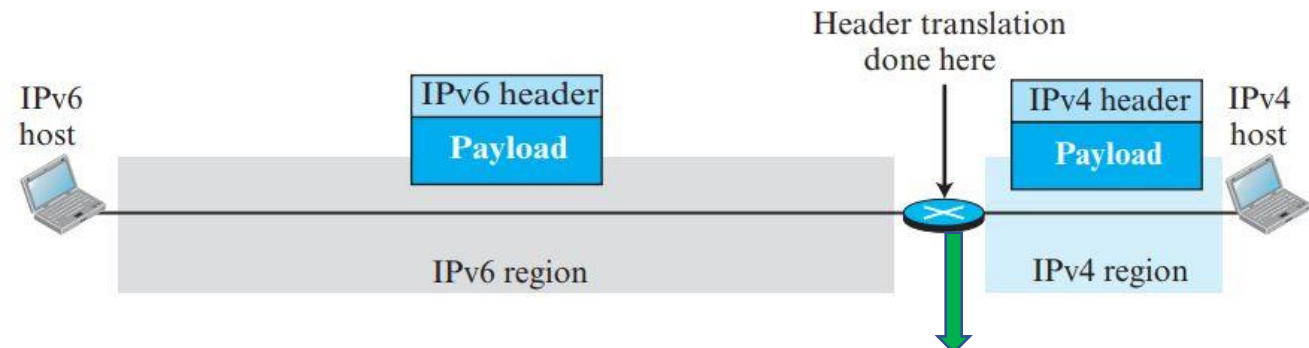 Header translation
done here
IPv6
host
IPv6 header
Payload
IPv4 header
Payload
IPv4
host
IPv6 region
IPv4 region